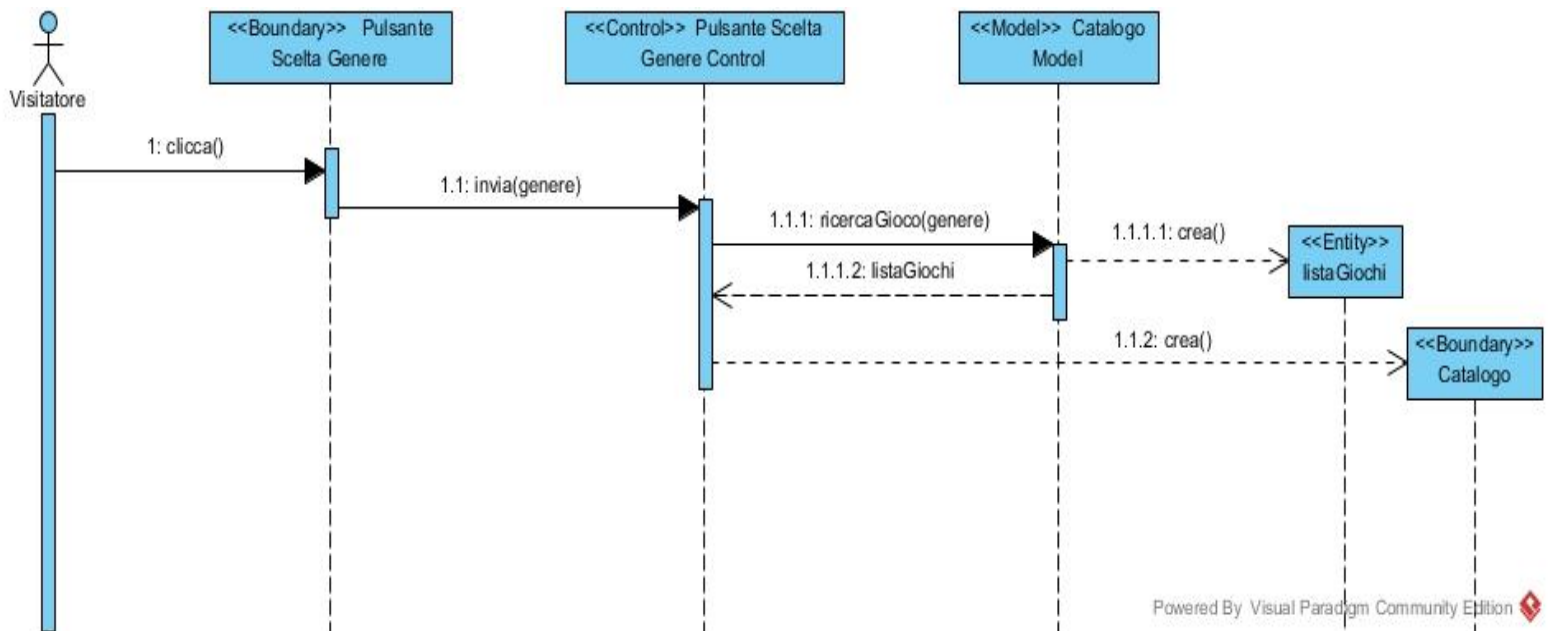 <<Boundary>> Pulsante
Scelta Genere
<<Control>> Pulsante Scelta
Genere Control
<<Model>> Catalogo
Model
Visitatore
1: clicca()
1.1: invia(genere)
1.1.1: ricercaGioco(genere)
1.1.1.1: crea()
<<Entity>>
listaGiochi
1.1.1.2: listaGiochi
1.1.2: crea()
<<Boundary>>
Catalogo
Powered By Visual Paradigm Community Edition